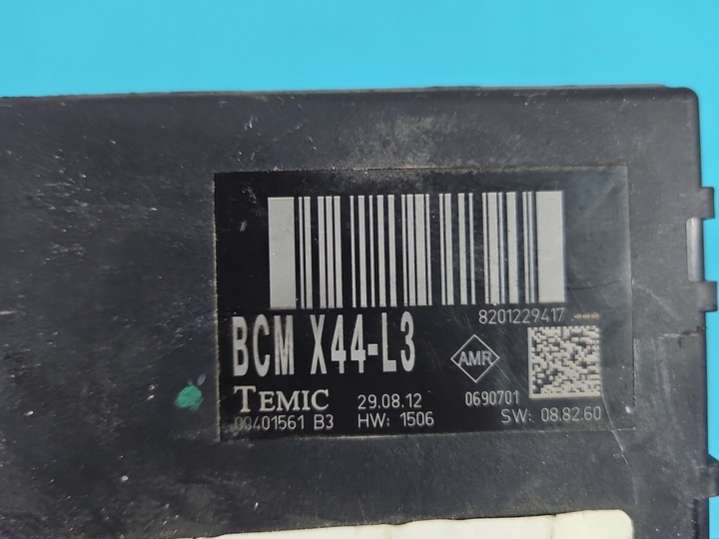 8201229417 ---
BCM X44-L3
AMR
TEMIC 29.08.12 0690701
00401561 B3 HW: 1506 SW: 08.82.60